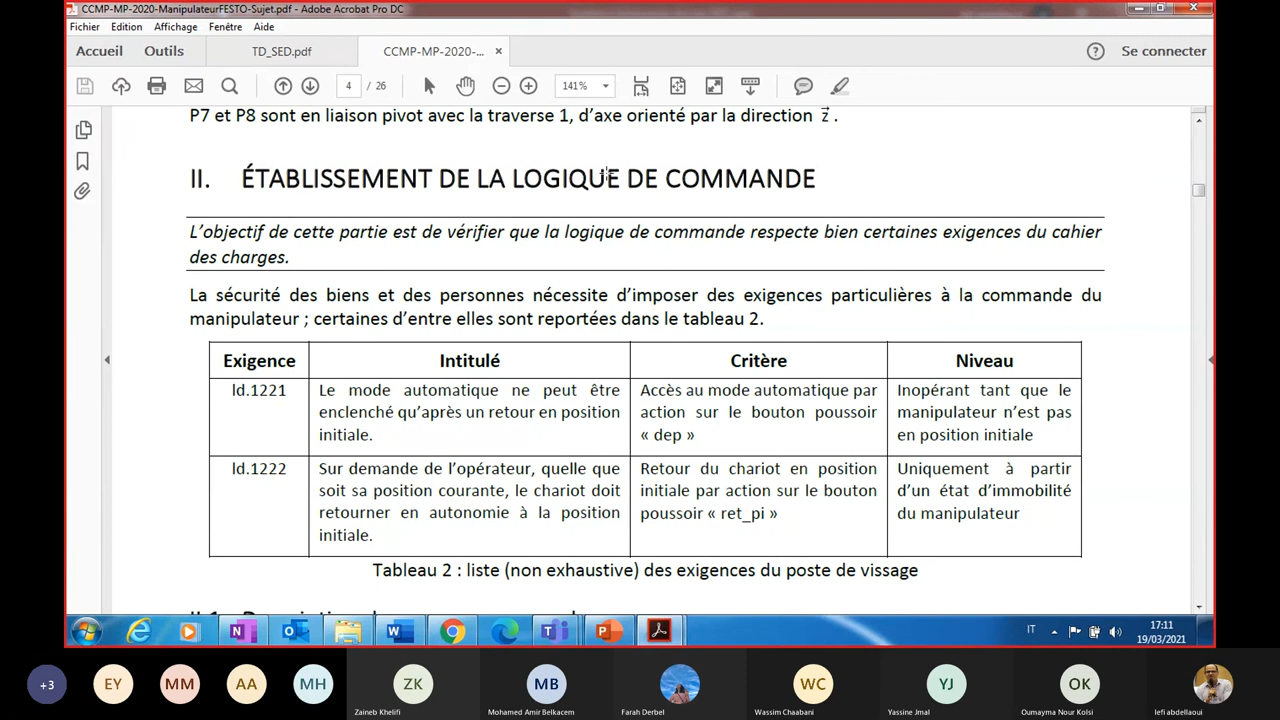 CCMP-MP-2020-ManipulateurFESTO-Sujet.pdf - Adobe Acrobat Pro DC
Fichier Edition Affichage Fenêtre Aide
Accueil Outils TD_SED.pdf CCMP-MP-2020-... × Se connecter
4 / 26 141%
P7 et P8 sont en liaison pivot avec la traverse 1, d'axe orienté par la direction z⃗ .
II. ÉTABLISSEMENT DE LA LOGIQUE DE COMMANDE
L'objectif de cette partie est de vérifier que la logique de commande respecte bien certaines exigences du cahier
des charges.
La sécurité des biens et des personnes nécessite d'imposer des exigences particulières à la commande du
manipulateur ; certaines d'entre elles sont reportées dans le tableau 2.
Exigence Intitulé Critère Niveau
Id.1221 Le mode automatique ne peut être Accès au mode automatique par Inopérant tant que le
enclenché qu'après un retour en position action sur le bouton poussoir manipulateur n'est pas
initiale. « dep » en position initiale
Id.1222 Sur demande de l'opérateur, quelle que Retour du chariot en position Uniquement à partir
soit sa position courante, le chariot doit initiale par action sur le bouton d'un état d'immobilité
retourner en autonomie à la position poussoir « ret_pi » du manipulateur
initiale.
Tableau 2 : liste (non exhaustive) des exigences du poste de vissage
IT 17:11
19/03/2021
+3 EY MM AA MH ZK MB WC YJ OK
Zaineb Khelifi Mohamed Amir Belkacem Farah Derbel Wassim Chaabani Yassine Jmal Oumayma Nour Kolsi lefi abdellaoui